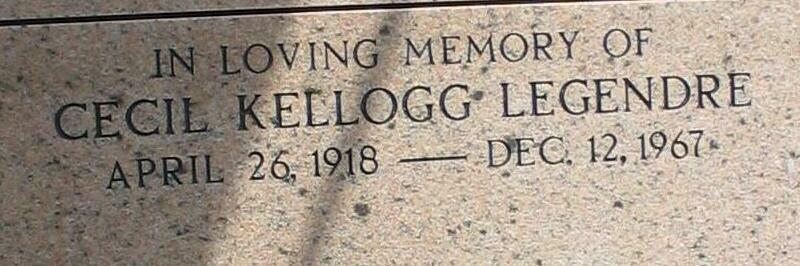 IN LOVING MEMORY OF
CECIL KELLOGG LEGENDRE
APRIL 26, 1918 — DEC. 12, 1967